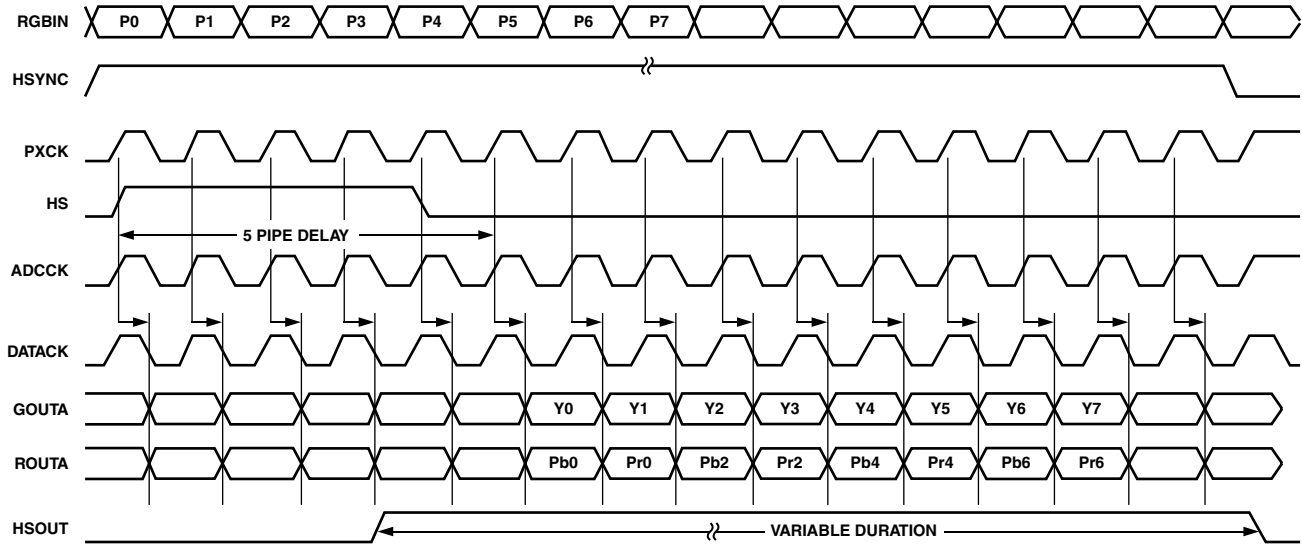 RGBIN P0 P1 P2 P3 P4 P5 P6 P7
HSYNC
PXCK
HS
5 PIPE DELAY
ADCCK
DATACK
GOUTA Y0 Y1 Y2 Y3 Y4 Y5 Y6 Y7
ROUTA Pb0 Pr0 Pb2 Pr2 Pb4 Pr4 Pb6 Pr6
HSOUT VARIABLE DURATION